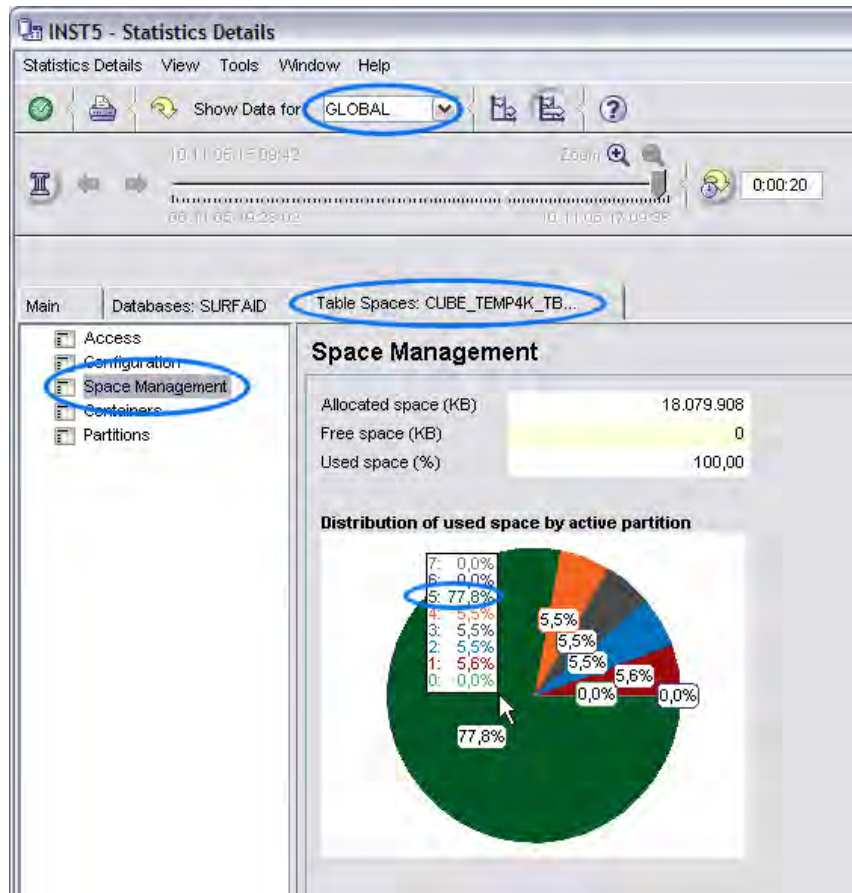 INST5 - Statistics Details
Statistics Details View Tools Window Help
Show Data for GLOBAL
10.11.05 15:09:42 Zoom
0:00:20
Main Databases: SURFAID Table Spaces: CUBE_TEMP4K_TB...
Access
Configuration
Space Management
Containers
Partitions
Space Management
Allocated space (KB) 18.079.908
Free space (KB) 0
Used space (%) 100,00
Distribution of used space by active partition
7: 0,0%
6: 0,0%
5: 77,8%
4: 5,5%
3: 5,5%
2: 5,5%
1: 5,6%
0: 0,0%
5,5%
5,5%
5,5%
5,6%
0,0%
0,0%
77,8%